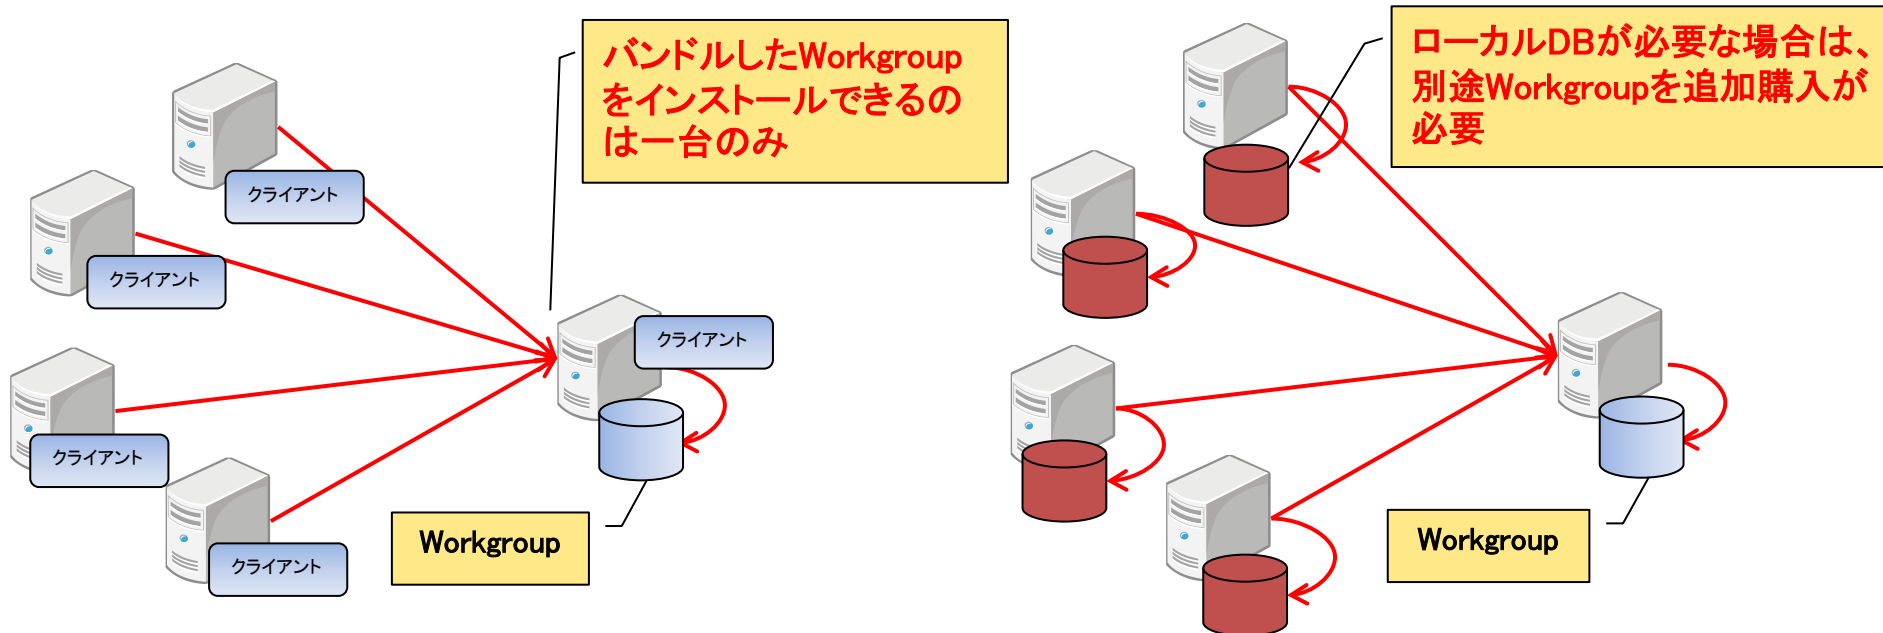 バンドルしたWorkgroup
をインストールできるの
は一台のみ
クライアント
クライアント
クライアント
クライアント
クライアント
Workgroup
ローカルDBが必要な場合は、
別途Workgroupを追加購入が
必要
Workgroup